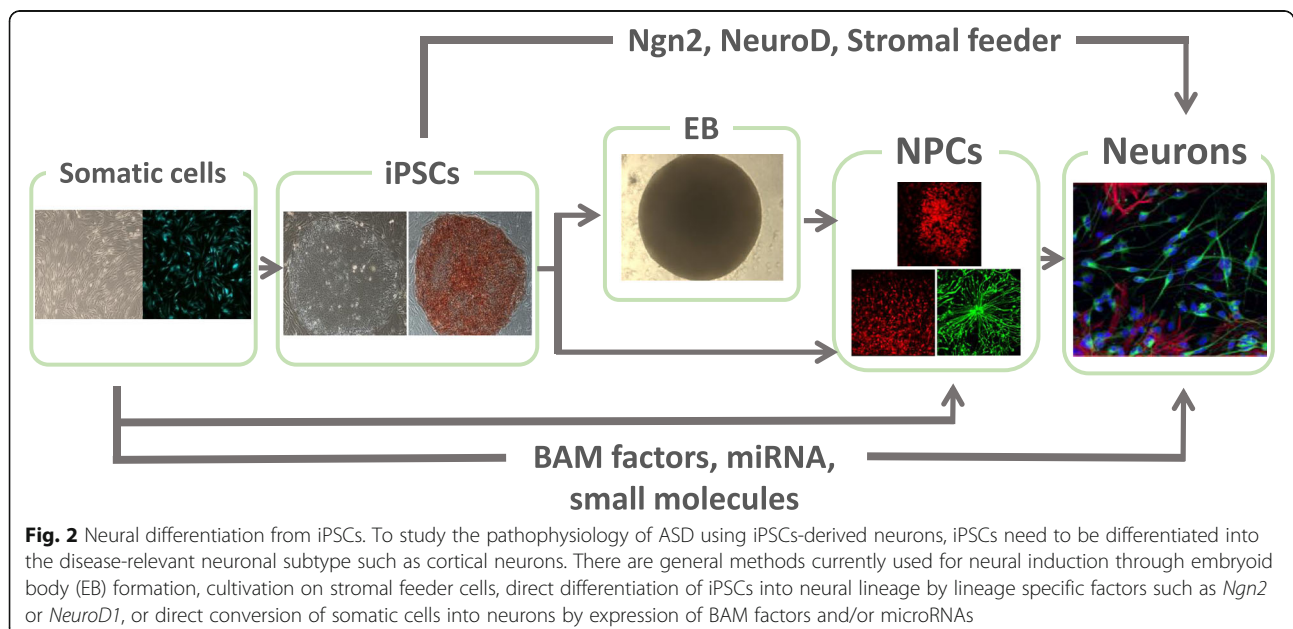 Ngn2, NeuroD, Stromal feeder
EB
NPCs
Neurons
Somatic cells
iPSCs
BAM factors, miRNA,
small molecules
Fig. 2 Neural differentiation from iPSCs. To study the pathophysiology of ASD using iPSCs-derived neurons, iPSCs need to be differentiated into
the disease-relevant neuronal subtype such as cortical neurons. There are general methods currently used for neural induction through embryoid
body (EB) formation, cultivation on stromal feeder cells, direct differentiation of iPSCs into neural lineage by lineage specific factors such as Ngn2
or NeuroD1, or direct conversion of somatic cells into neurons by expression of BAM factors and/or microRNAs